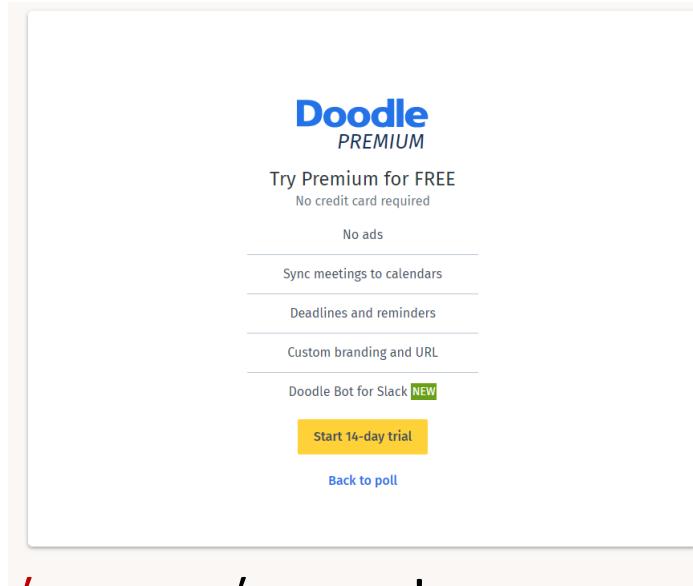 Doodle
PREMIUM
Try Premium for FREE
No credit card required
No ads
Sync meetings to calendars
Deadlines and reminders
Custom branding and URL
Doodle Bot for Slack NEW
Start 14-day trial
Back to poll